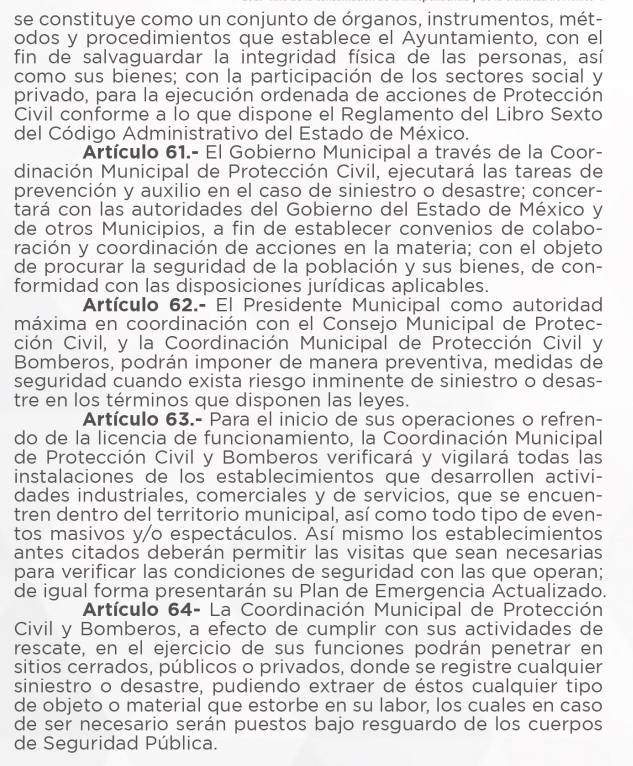 se constituye como un conjunto de órganos, instrumentos, mét-
odos y procedimientos que establece el Ayuntamiento, con el
fin de salvaguardar la integridad física de las personas, así
como sus bienes; con la participación de los sectores social y
privado, para la ejecución ordenada de acciones de Protección
Civil conforme a lo que dispone el Reglamento del Libro Sexto
del Código Administrativo del Estado de México.
Artículo 61.- El Gobierno Municipal a través de la Coor-
dinación Municipal de Protección Civil, ejecutará las tareas de
prevención y auxilio en el caso de siniestro o desastre; concer-
tará con las autoridades del Gobierno del Estado de México y
de otros Municipios, a fin de establecer convenios de colabo-
ración y coordinación de acciones en la materia; con el objeto
de procurar la seguridad de la población y sus bienes, de con-
formidad con las disposiciones jurídicas aplicables.
Artículo 62.- El Presidente Municipal como autoridad
máxima en coordinación con el Consejo Municipal de Protec-
ción Civil, y la Coordinación Municipal de Protección Civil y
Bomberos, podrán imponer de manera preventiva, medidas de
seguridad cuando exista riesgo inminente de siniestro o desas-
tre en los términos que disponen las leyes.
Artículo 63.- Para el inicio de sus operaciones o refren-
do de la licencia de funcionamiento, la Coordinación Municipal
de Protección Civil y Bomberos verificará y vigilará todas las
instalaciones de los establecimientos que desarrollen activi-
dades industriales, comerciales y de servicios, que se encuen-
tren dentro del territorio municipal, así como todo tipo de even-
tos masivos y/o espectáculos. Así mismo los establecimientos
antes citados deberán permitir las visitas que sean necesarias
para verificar las condiciones de seguridad con las que operan;
de igual forma presentarán su Plan de Emergencia Actualizado.
Artículo 64- La Coordinación Municipal de Protección
Civil y Bomberos, a efecto de cumplir con sus actividades de
rescate, en el ejercicio de sus funciones podrán penetrar en
sitios cerrados, públicos o privados, donde se registre cualquier
siniestro o desastre, pudiendo extraer de éstos cualquier tipo
de objeto o material que estorbe en su labor, los cuales en caso
de ser necesario serán puestos bajo resguardo de los cuerpos
de Seguridad Pública.